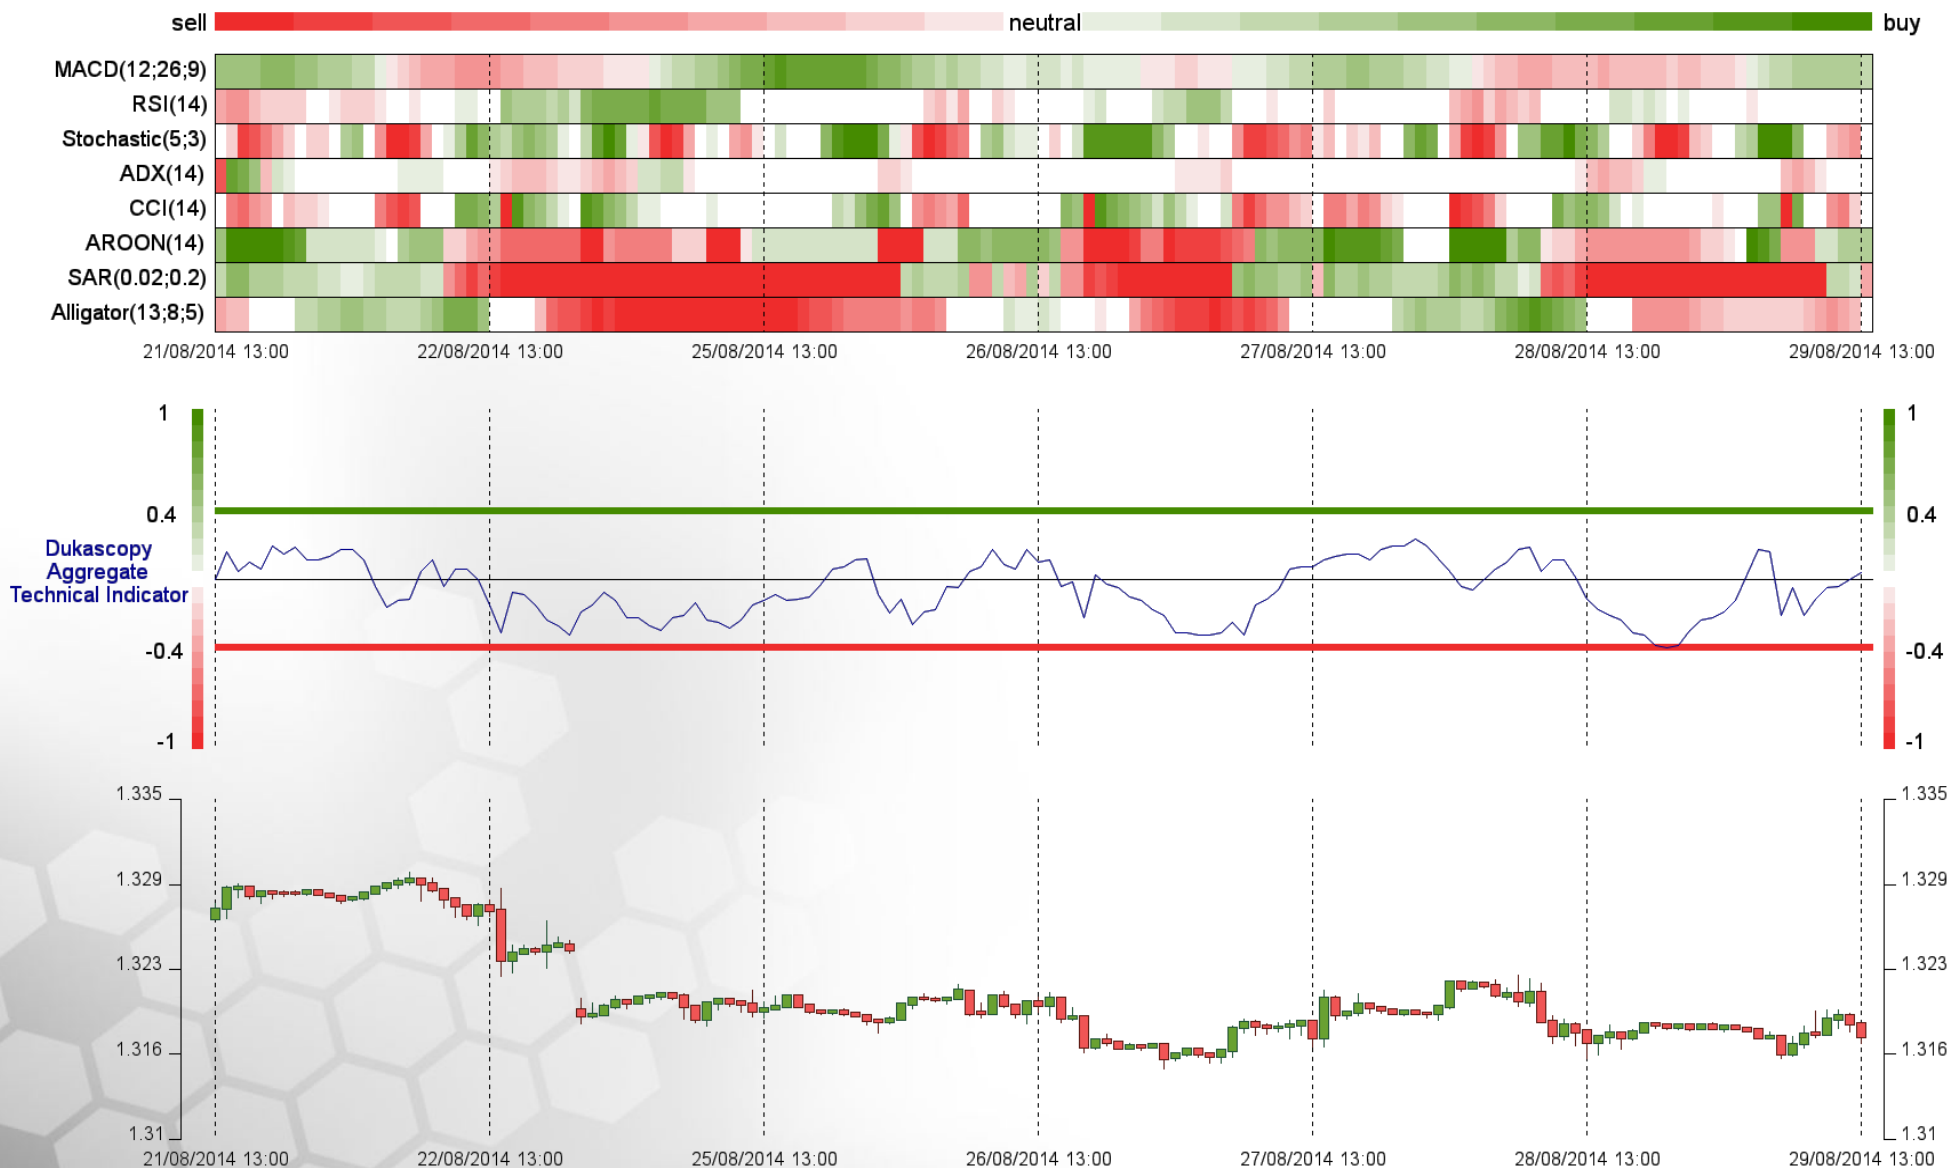 sell neutral buy
MACD(12;26;9)
RSI(14)
Stochastic(5;3)
ADX(14)
CCI(14)
AROON(14)
SAR(0.02;0.2)
Alligator(13;8;5)
21/08/2014 13:00 22/08/2014 13:00 25/08/2014 13:00 26/08/2014 13:00 27/08/2014 13:00 28/08/2014 13:00 29/08/2014 13:00
1 1
0.4 0.4
Dukascopy
Aggregate
Technical Indicator
-0.4 -0.4
-1 -1
1.335 1.335
1.329 1.329
1.323 1.323
1.316 1.316
1.31 1.31
21/08/2014 13:00 22/08/2014 13:00 25/08/2014 13:00 26/08/2014 13:00 27/08/2014 13:00 28/08/2014 13:00 29/08/2014 13:00